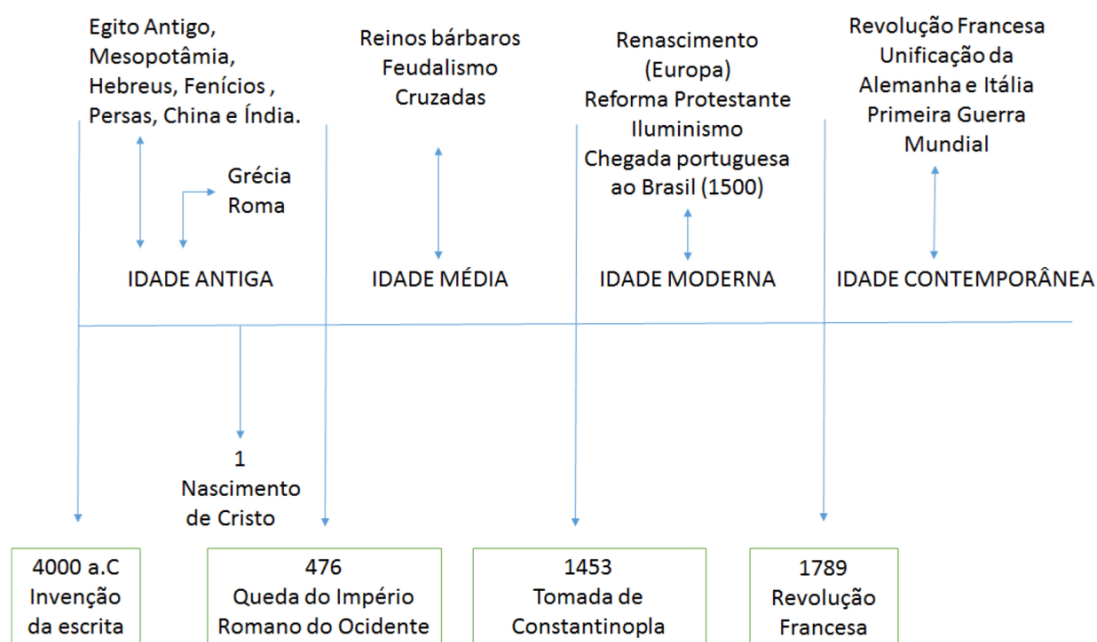 Egito Antigo,
Mesopotâmia,
Hebreus, Fenícios ,
Persas, China e Índia.
Grécia
Roma
IDADE ANTIGA
Reinos bárbaros
Feudalismo
Cruzadas
IDADE MÉDIA
Renascimento
(Europa)
Reforma Protestante
Iluminismo
Chegada portuguesa
ao Brasil (1500)
IDADE MODERNA
Revolução Francesa
Unificação da
Alemanha e Itália
Primeira Guerra
Mundial
IDADE CONTEMPORÂNEA
1
Nascimento
de Cristo
4000 a.C
Invenção
da escrita
476
Queda do Império
Romano do Ocidente
1453
Tomada de
Constantinopla
1789
Revolução
Francesa